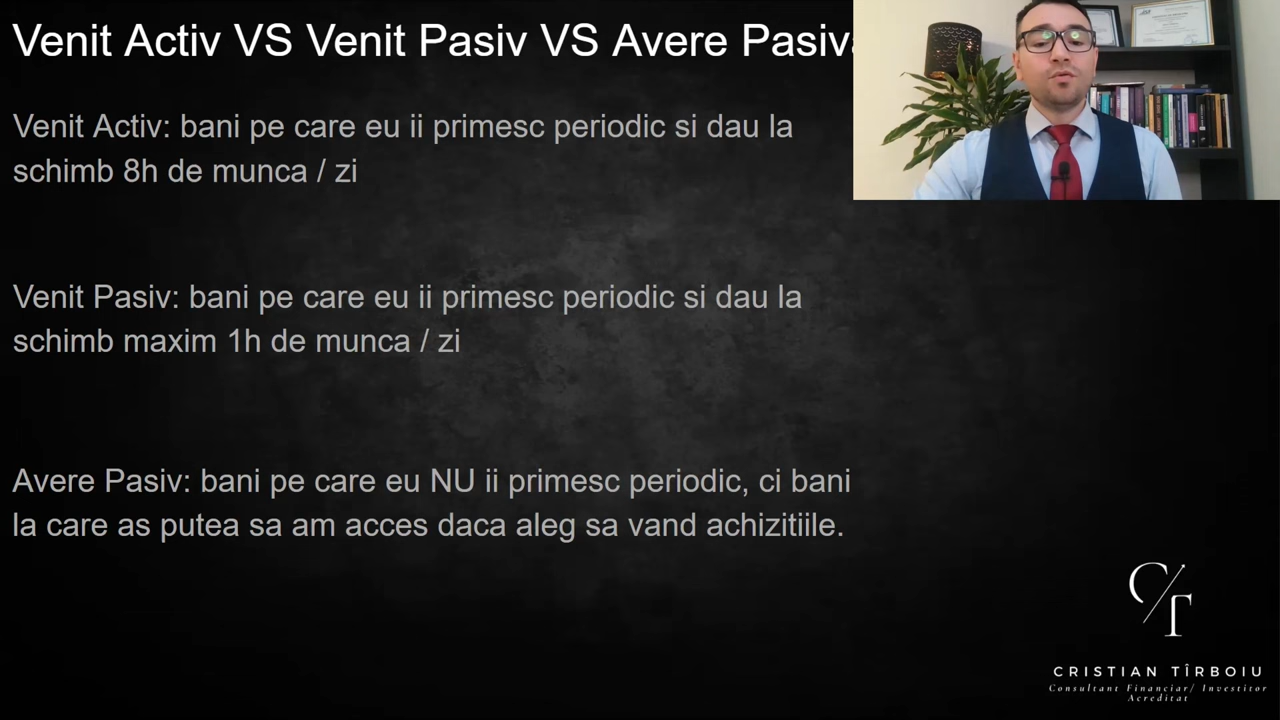 Venit Activ VS Venit Pasiv VS Avere Pasiva
Venit Activ: bani pe care eu ii primesc periodic si dau la
schimb 8h de munca / zi
Venit Pasiv: bani pe care eu ii primesc periodic si dau la
schimb maxim 1h de munca / zi
Avere Pasiv: bani pe care eu NU ii primesc periodic, ci bani
la care as putea sa am acces daca aleg sa vand achizitiile.
CT
CRISTIAN TÎRBOIU
Consultant Financiar/ Investitor
Acreditat